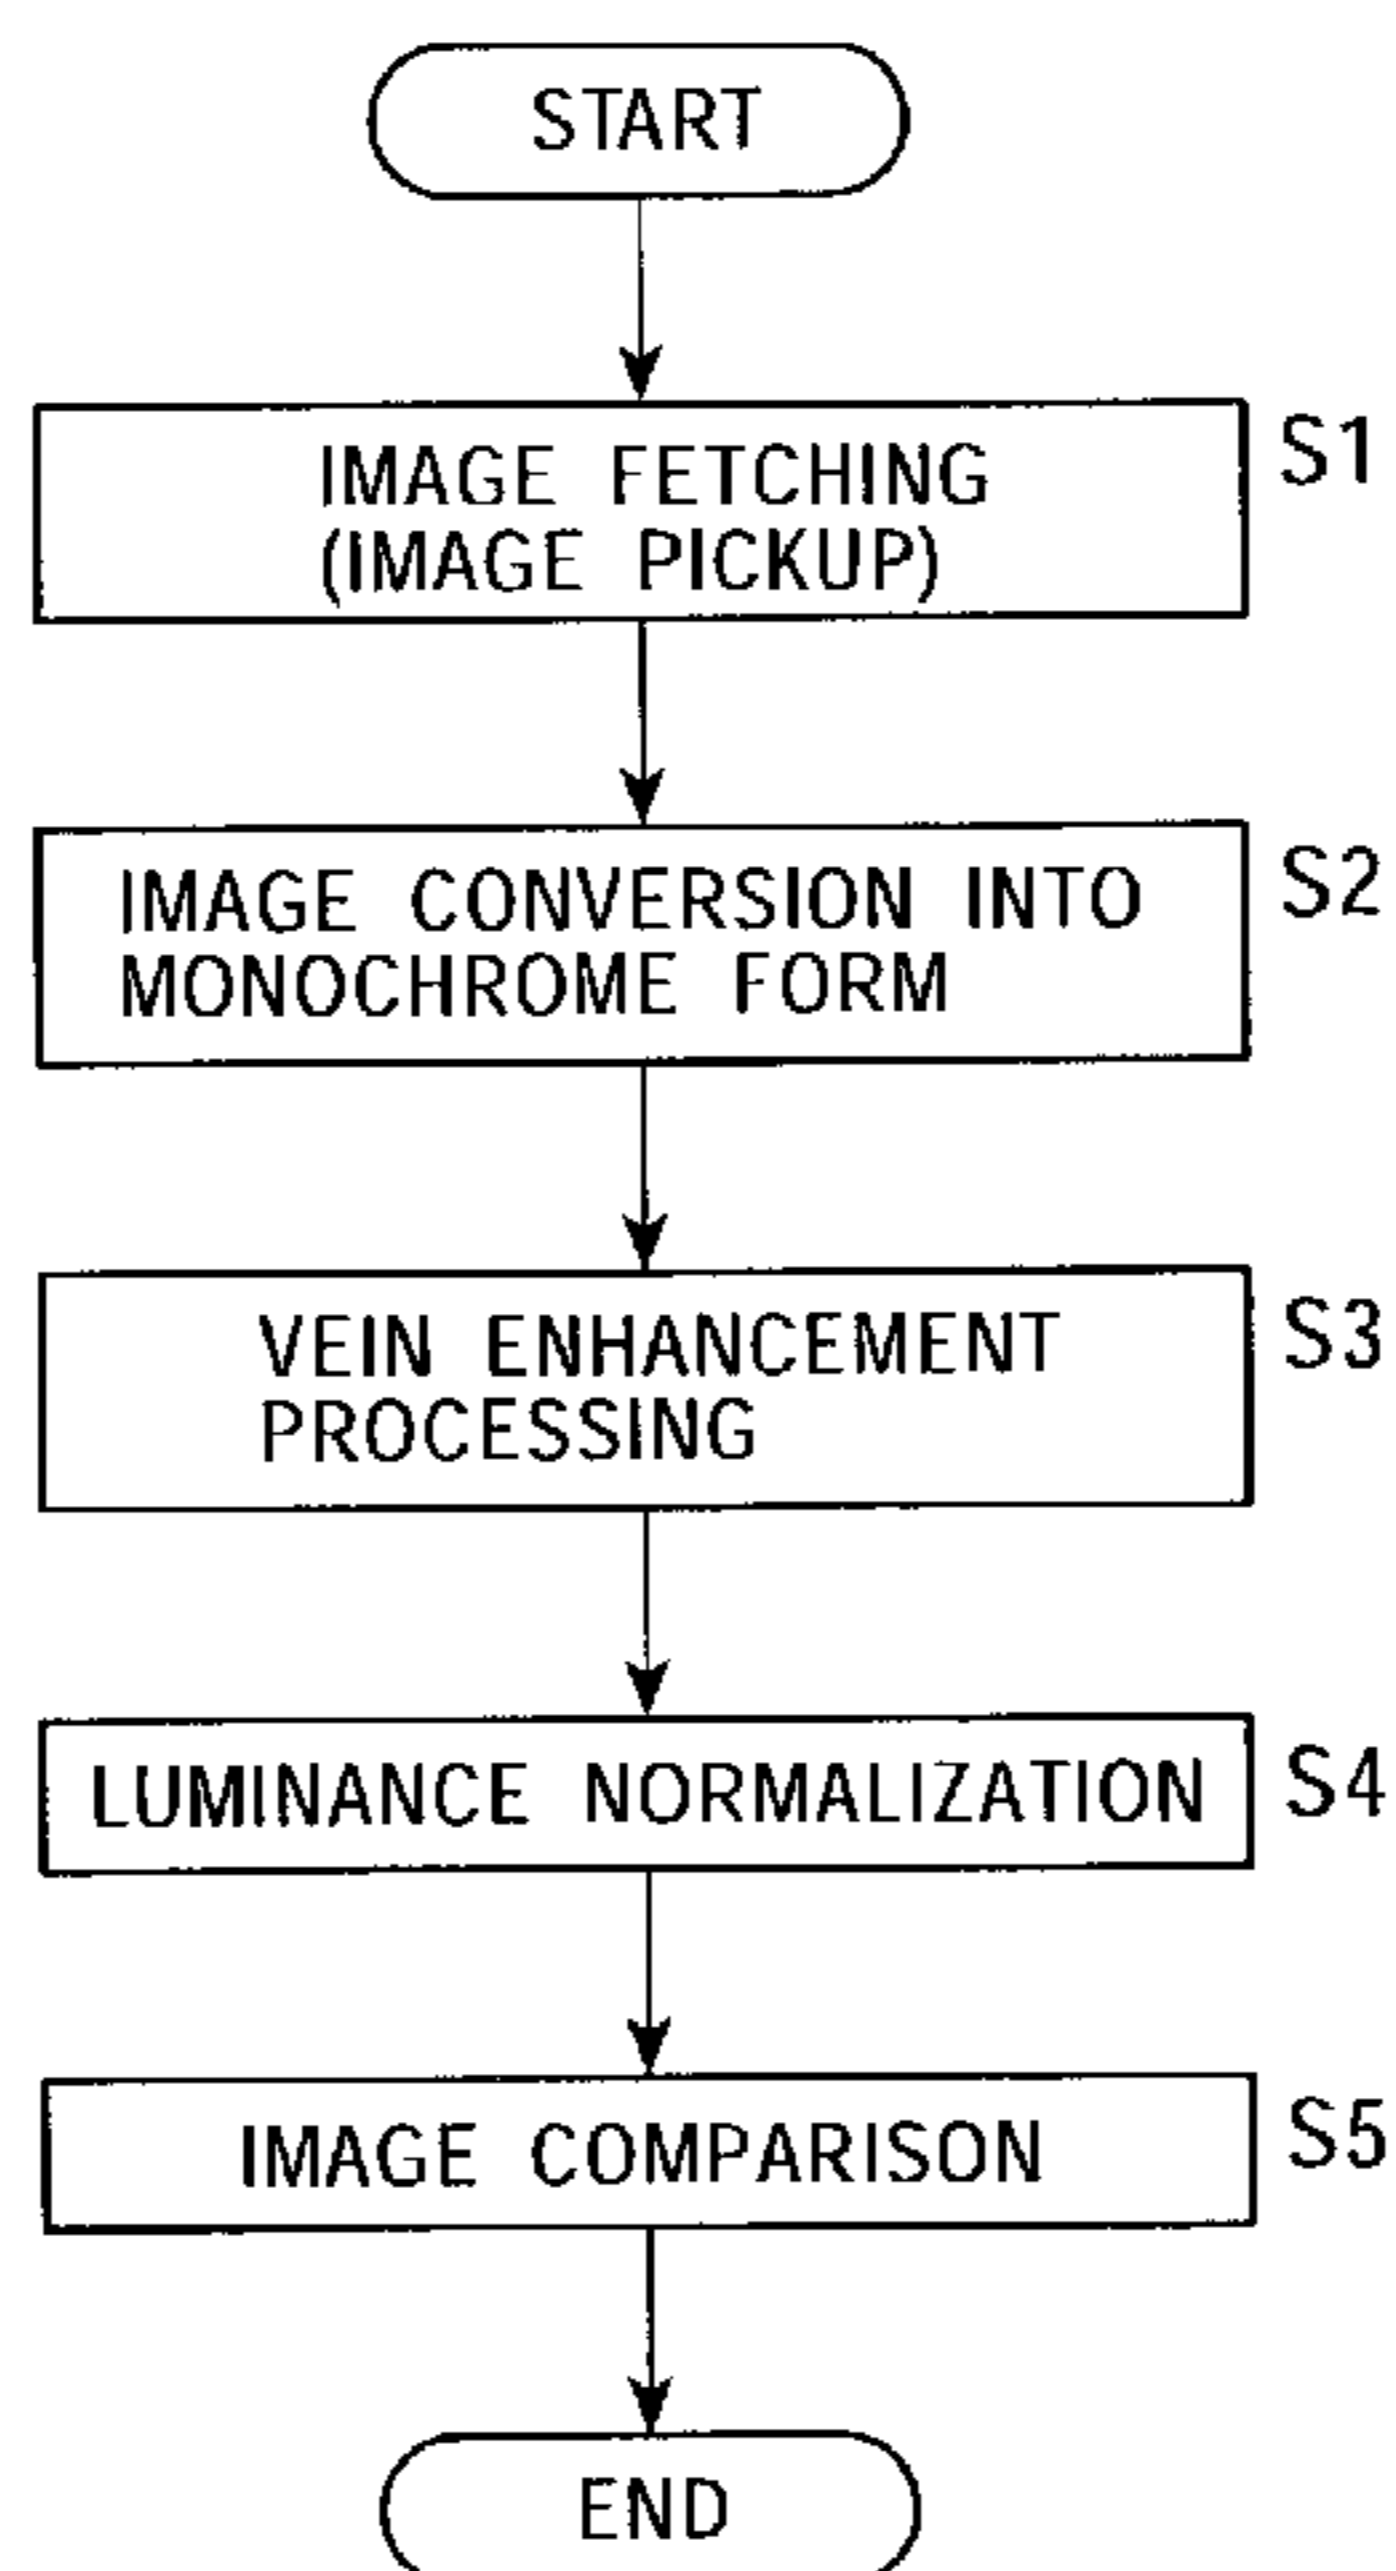 START
IMAGE FETCHING
(IMAGE PICKUP)
S1
IMAGE CONVERSION INTO
MONOCHROME FORM
S2
VEIN ENHANCEMENT
PROCESSING
S3
LUMINANCE NORMALIZATION
S4
IMAGE COMPARISON
S5
END